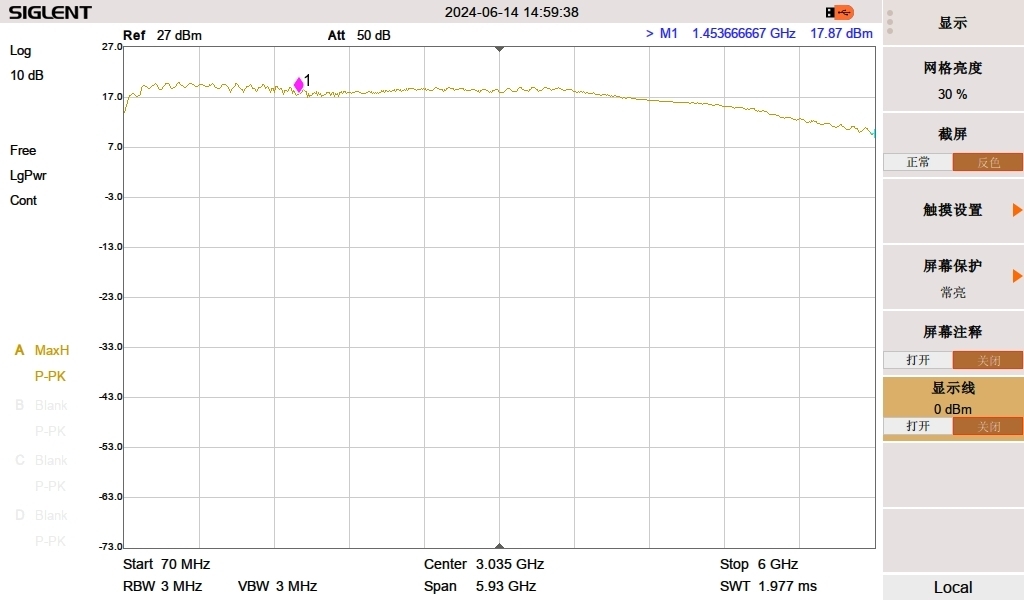 SIGLENT
2024-06-14 14:59:38
Ref 27 dBm Att 50 dB > M1 1.453666667 GHz 17.87 dBm
Log
10 dB
Free
LgPwr
Cont
A MaxH
P-PK
B Blank
P-PK
C Blank
P-PK
D Blank
P-PK
27.0
17.0
7.0
-3.0
-13.0
-23.0
-33.0
-43.0
-53.0
-63.0
-73.0
1
Start 70 MHz Center 3.035 GHz Stop 6 GHz
RBW 3 MHz VBW 3 MHz Span 5.93 GHz SWT 1.977 ms
显示
网格亮度
30 %
截屏
正常 反色
触摸设置
屏幕保护
常亮
屏幕注释
打开 关闭
显示线
0 dBm
打开 关闭
Local